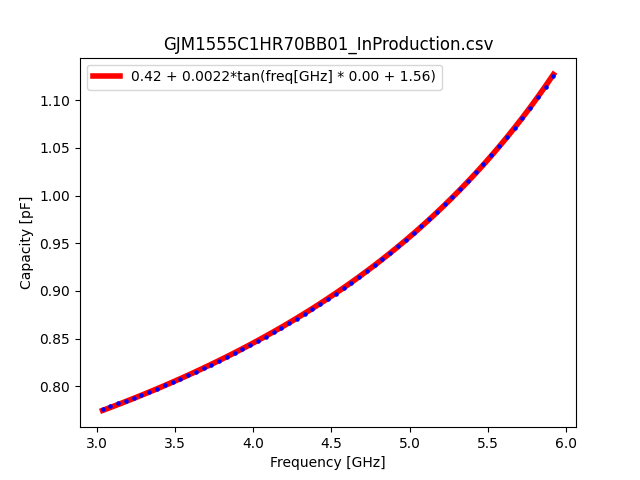 GJM1555C1HR70BB01_InProduction.csv
0.42 + 0.0022*tan(freq[GHz] * 0.00 + 1.56)
Capacity [pF]
1.10
1.05
1.00
0.95
0.90
0.85
0.80
3.0 3.5 4.0 4.5 5.0 5.5 6.0
Frequency [GHz]